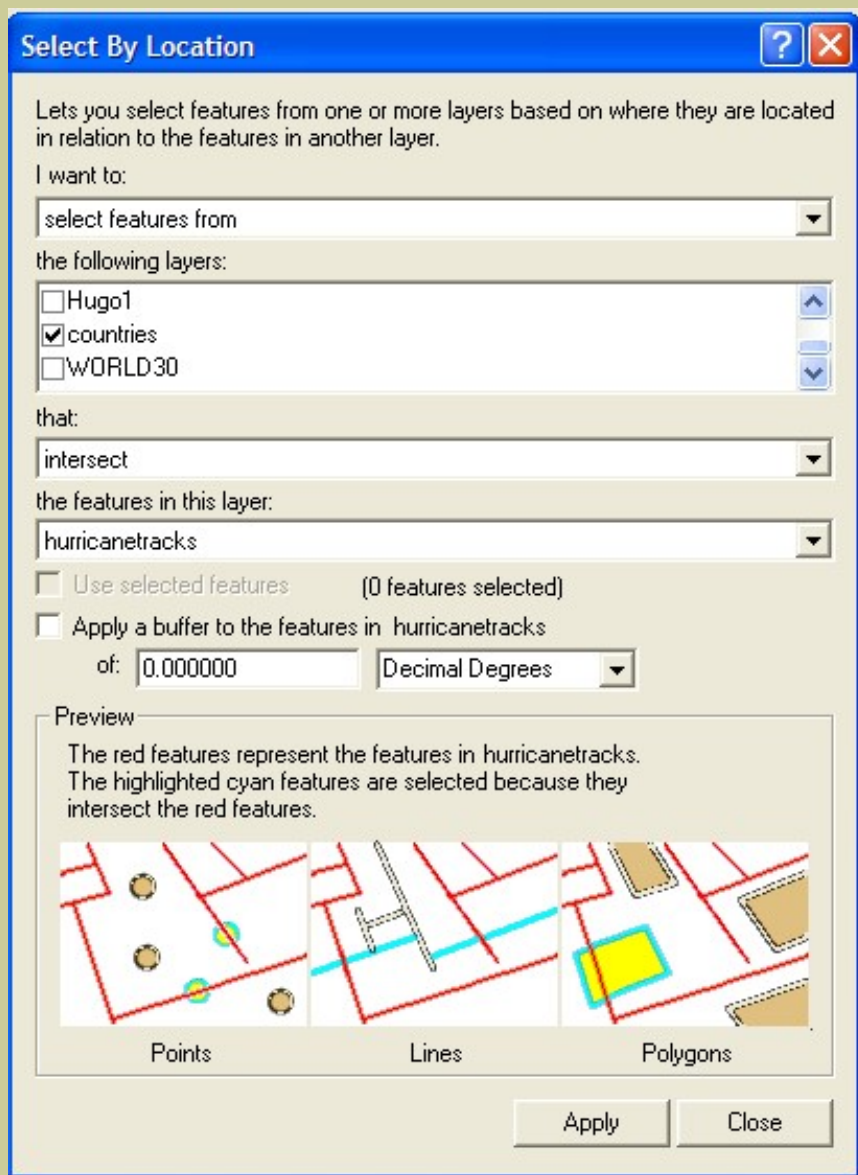 Select By Location
Lets you select features from one or more layers based on where they are located
in relation to the features in another layer.
I want to:
select features from
the following layers:
Hugo1
countries
WORLD30
that:
intersect
the features in this layer:
hurricanetracks
Use selected features (0 features selected)
Apply a buffer to the features in hurricanetracks
of: 0.000000 Decimal Degrees
Preview
The red features represent the features in hurricanetracks.
The highlighted cyan features are selected because they
intersect the red features.
Points Lines Polygons
Apply Close